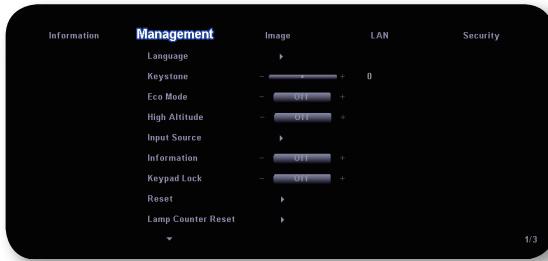 Information Management Image LAN Security
Language
Keystone - + 0
Eco Mode - Off +
High Altitude - Off +
Input Source
Information - Off +
Keypad Lock - Off +
Reset
Lamp Counter Reset
1/3